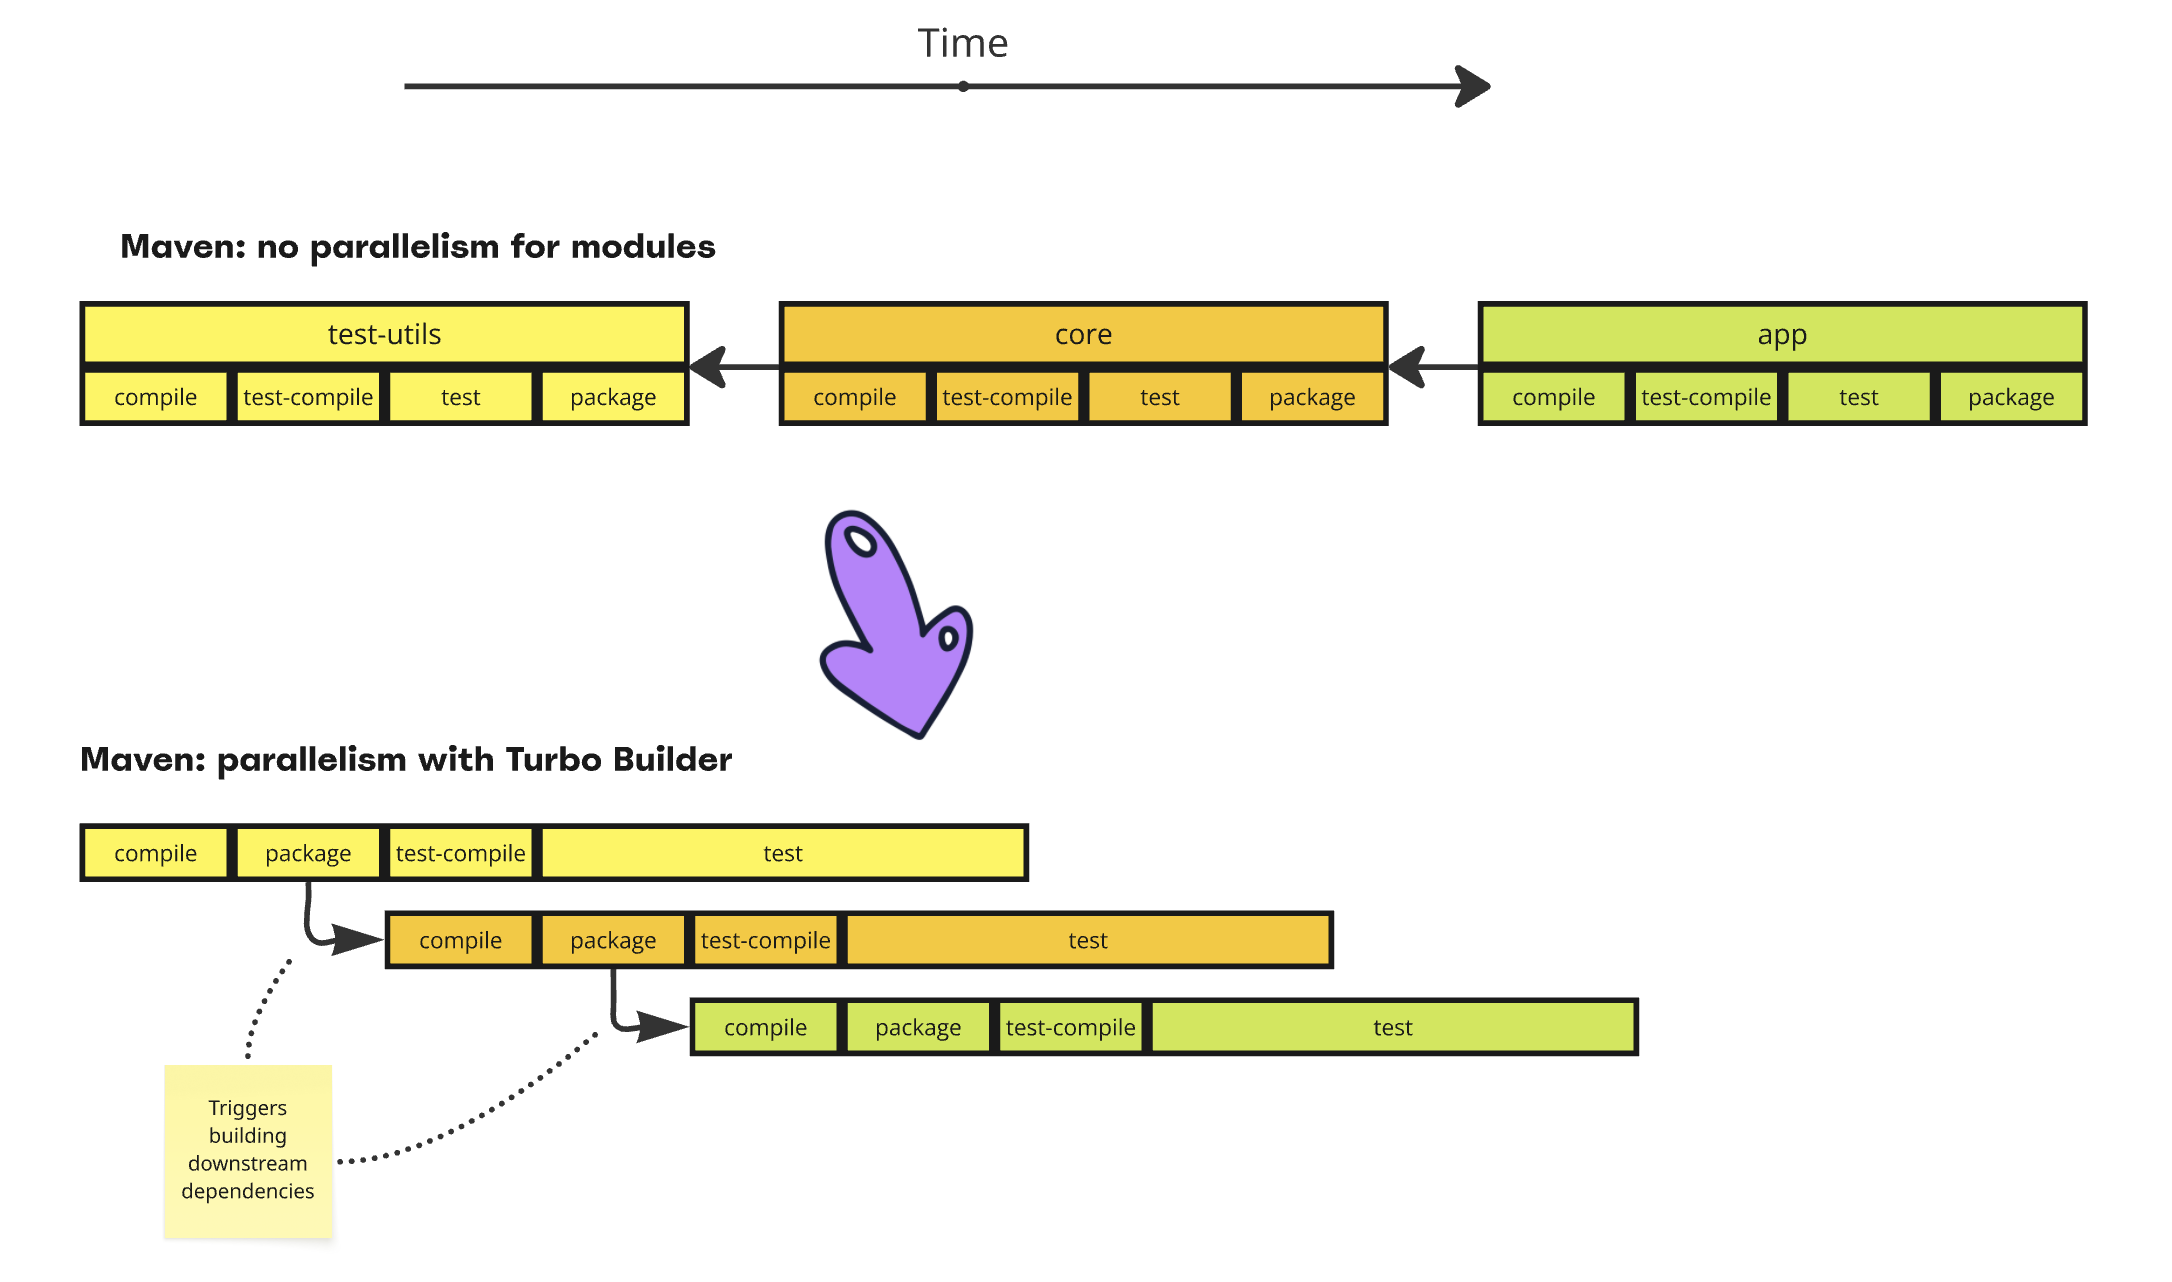 Time
Maven: no parallelism for modules
test-utils
compile test-compile test package
core
compile test-compile test package
app
compile test-compile test package
Maven: parallelism with Turbo Builder
compile package test-compile test
compile package test-compile test
compile package test-compile test
Triggers
building
downstream
dependencies